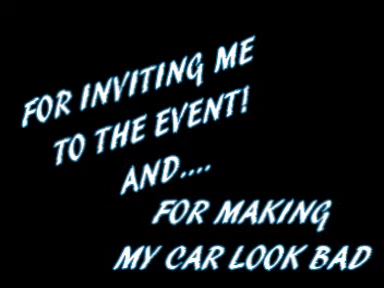 FOR INVITING ME
TO THE EVENT!
AND....
FOR MAKING
MY CAR LOOK BAD